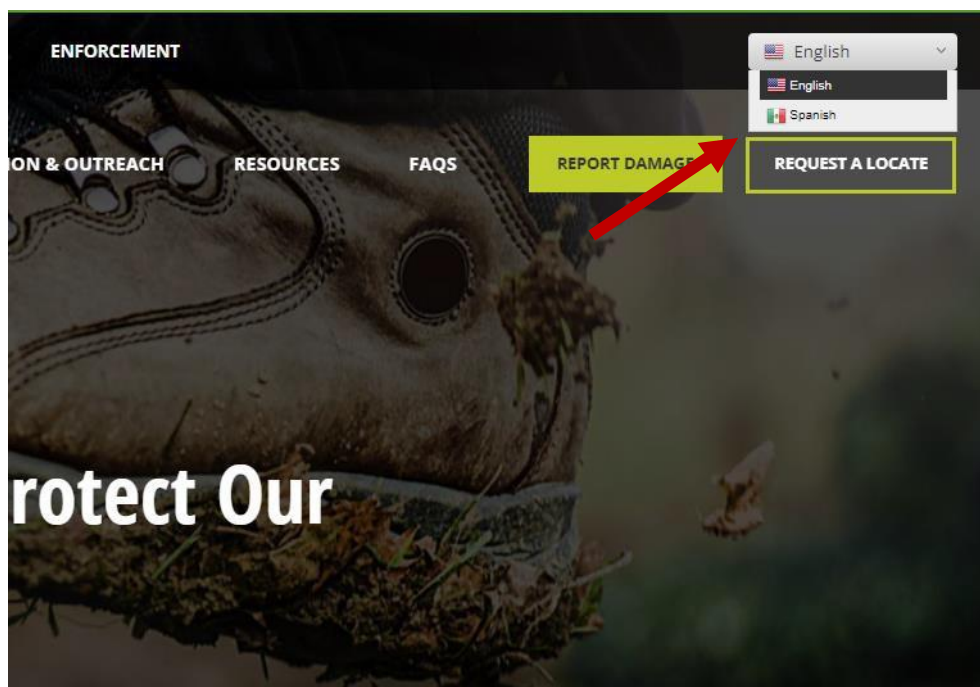 ENFORCEMENT
English
English
Spanish
ION & OUTREACH
RESOURCES
FAQS
REPORT DAMAGE
REQUEST A LOCATE
rotect Our